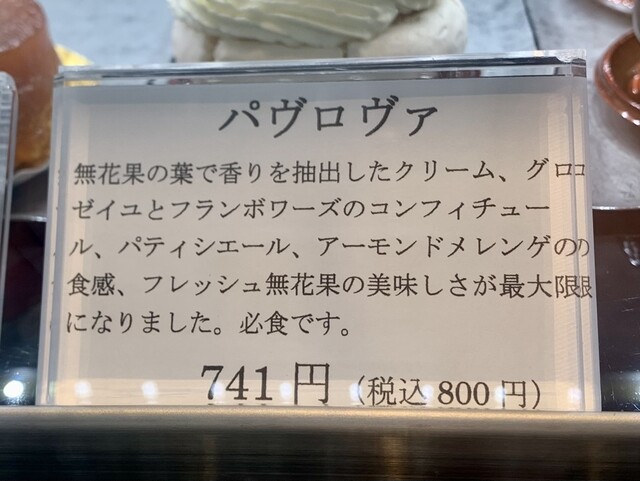 パヴロヴァ
無花果の葉で香りを抽出したクリーム、グロ
ゼイユとフランボワーズのコンフィチュー
ル、パティシエール、アーモンドメレンゲの
食感、フレッシュ無花果の美味しさが最大限
になりました。必食です。
741円（税込800円）